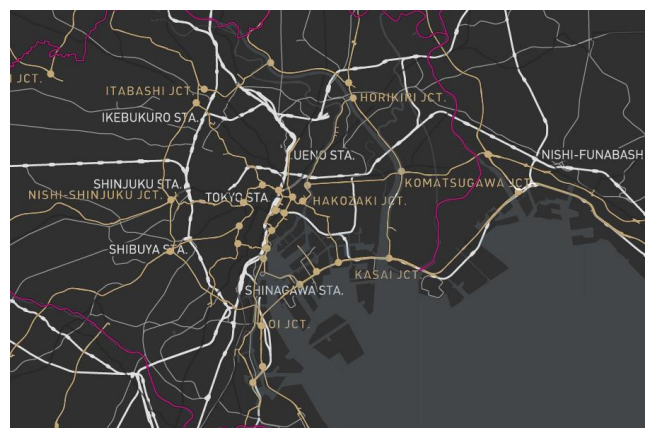 I JCT.
ITABASHI JCT.
HORIKIRI JCT.
IKEBUKURO STA.
UENO STA.
NISHI-FUNABASH
SHINJUKU STA.
KOMATSUGAWA JCT.
NISHI-SHINJUKU JCT.
TOKYO STA.
HAKOZAKI JCT.
SHIBUYA STA.
KASAI JCT.
SHINAGAWA STA.
OI JCT.